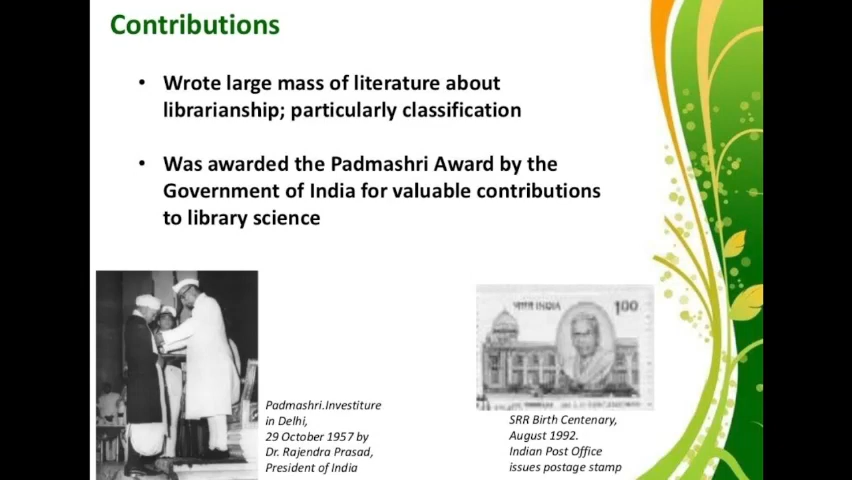 Contributions
• Wrote large mass of literature about
librarianship; particularly classification
• Was awarded the Padmashri Award by the
Government of India for valuable contributions
to library science
भारत INDIA 100
Padmashri.Investiture
in Delhi,
29 October 1957 by
Dr. Rajendra Prasad,
President of India
SRR Birth Centenary,
August 1992.
Indian Post Office
issues postage stamp